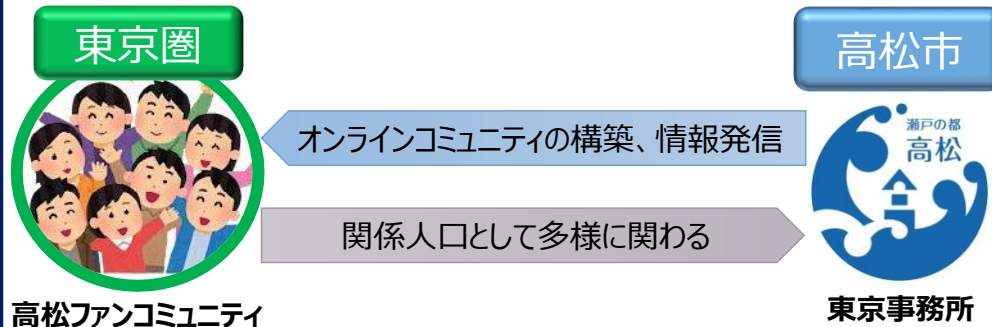 東京圏
高松市
オンラインコミュニティの構築、情報発信
瀬戸の都
高松
関係人口として多様に関わる
高松ファンコミュニティ
東京事務所